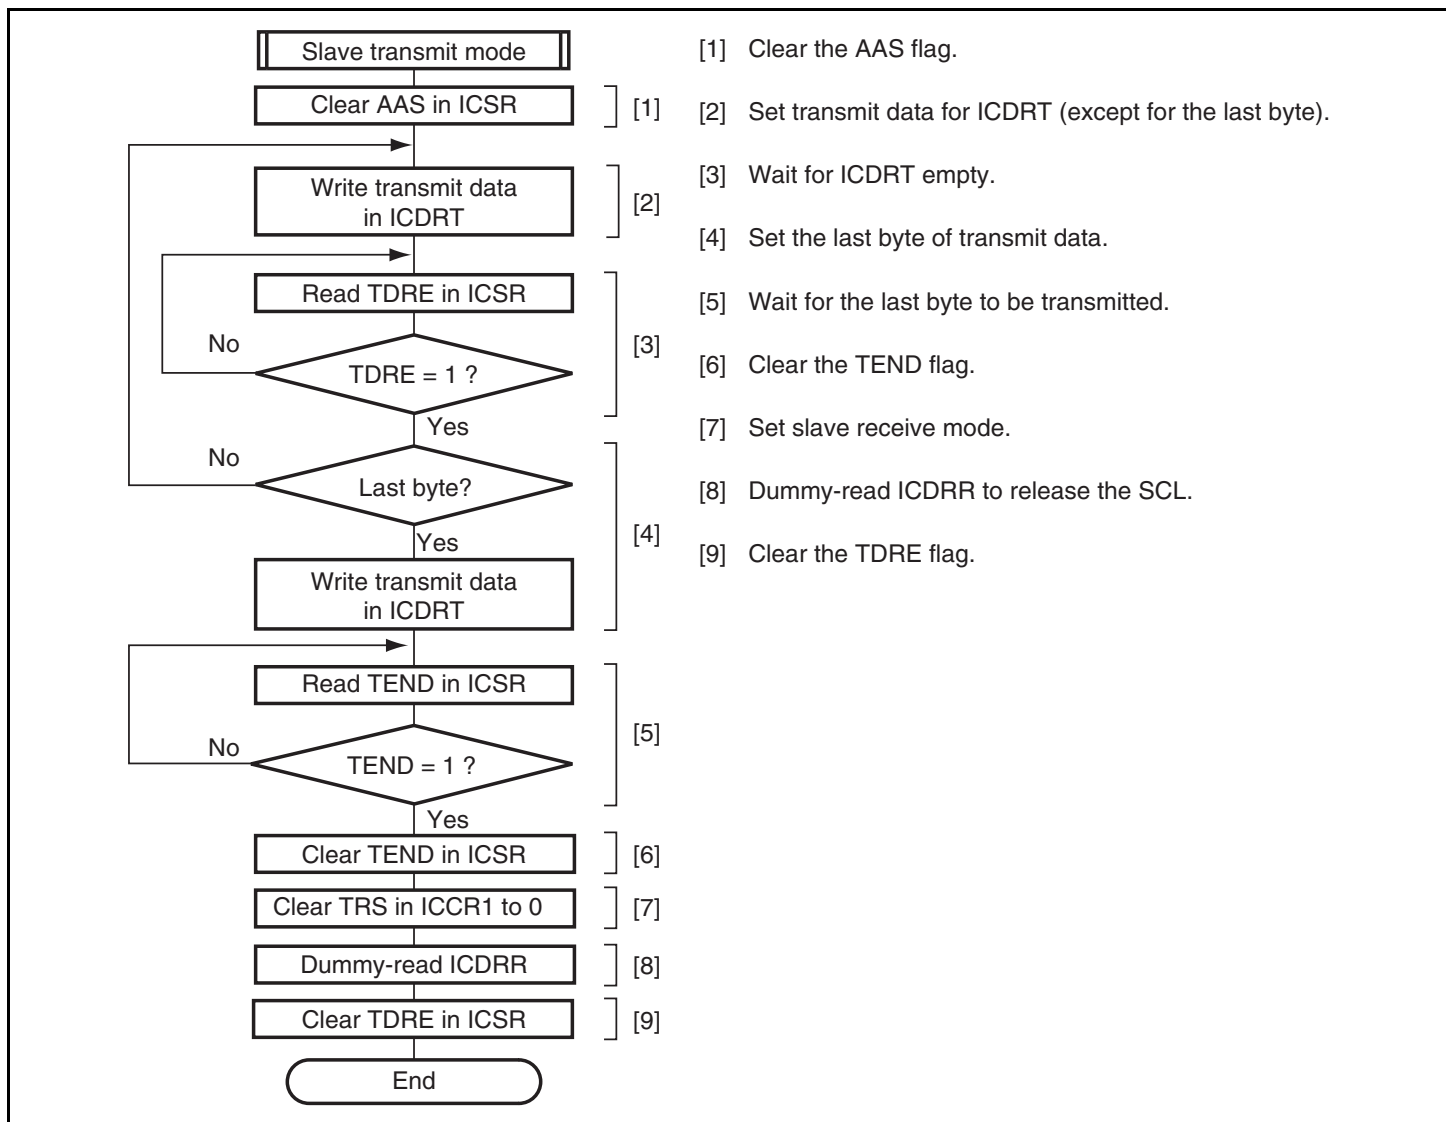 Slave transmit mode
Clear AAS in ICSR
[1]
Write transmit data
in ICDRT
[2]
Read TDRE in ICSR
No
TDRE = 1 ?
[3]
Yes
No
Last byte?
[4]
Yes
Write transmit data
in ICDRT
Read TEND in ICSR
No
TEND = 1 ?
[5]
Yes
Clear TEND in ICSR
[6]
Clear TRS in ICCR1 to 0
[7]
Dummy-read ICDRR
[8]
Clear TDRE in ICSR
[9]
End
[1] Clear the AAS flag.
[2] Set transmit data for ICDRT (except for the last byte).
[3] Wait for ICDRT empty.
[4] Set the last byte of transmit data.
[5] Wait for the last byte to be transmitted.
[6] Clear the TEND flag.
[7] Set slave receive mode.
[8] Dummy-read ICDRR to release the SCL.
[9] Clear the TDRE flag.